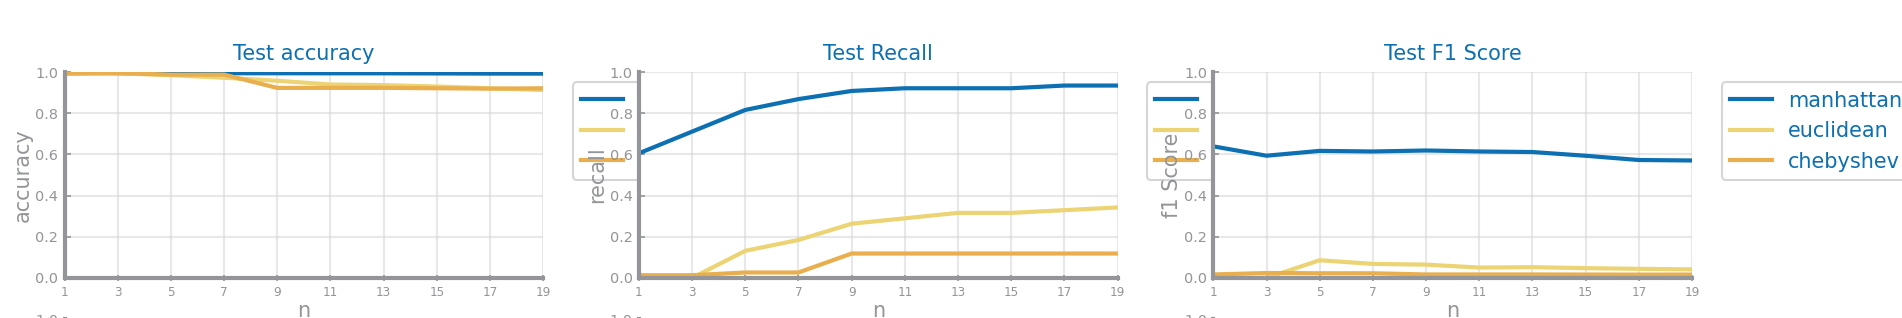 Test accuracy
1.0
0.8
0.6
0.4
0.2
0.0
accuracy
1 3 5 7 9 11 13 15 17 19
n
Test Recall
1.0
0.8
0.6
0.4
0.2
0.0
recall
1 3 5 7 9 11 13 15 17 19
n
Test F1 Score
1.0
0.8
0.6
0.4
0.2
0.0
f1 Score
1 3 5 7 9 11 13 15 17 19
n
manhattan
euclidean
chebyshev